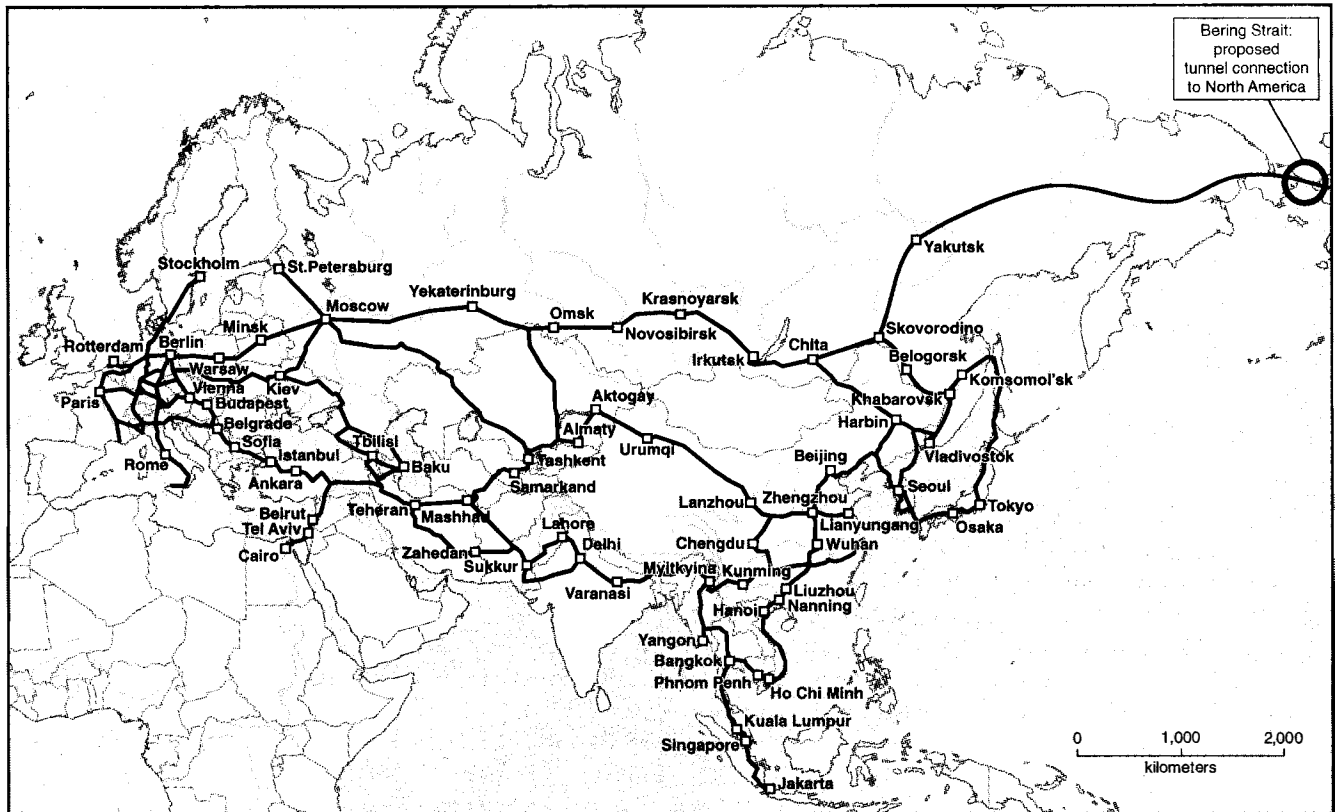 Bering Strait:
proposed
tunnel connection
to North America
Yakutsk
Stockholm
St.Petersburg
Moscow
Yekaterinburg
Omsk
Krasnoyarsk
Novosibirsk
Irkutsk
Chita
Skovorodino
Belogorsk
Komsomol'sk
Khabarovsk
Harbin
Vladivostok
Minsk
Berlin
Rotterdam
Warsaw
Vienna
Kiev
Paris
Budapest
Belgrade
Sofia
Istanbul
Rome
Ankara
Tbilisi
Baku
Aktogay
Almaty
Urumqi
Tashkent
Samarkand
Beijing
Seoul
Tokyo
Osaka
Lanzhou
Zhengzhou
Lianyungang
Beirut
Tel Aviv
Cairo
Teheran
Mashhad
Lahore
Delhi
Zahedan
Sukkur
Varanasi
Chengdu
Wuhan
Myitkyina
Kunming
Liuzhou
Nanning
Hanoi
Yangon
Bangkok
Phnom Penh
Ho Chi Minh
Kuala Lumpur
Singapore
Jakarta
0 1,000 2,000
kilometers